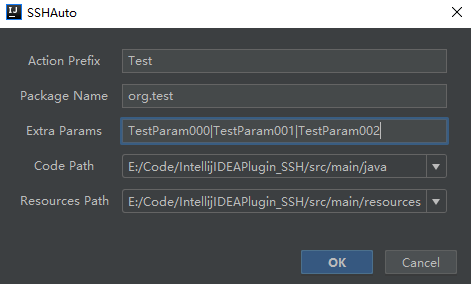 IJ SSHAuto
Action Prefix Test
Package Name org.test
Extra Params TestParam000|TestParam001|TestParam002
Code Path E:/Code/IntellijIDEAPlugin_SSH/src/main/java
Resources Path E:/Code/IntellijIDEAPlugin_SSH/src/main/resources
OK Cancel